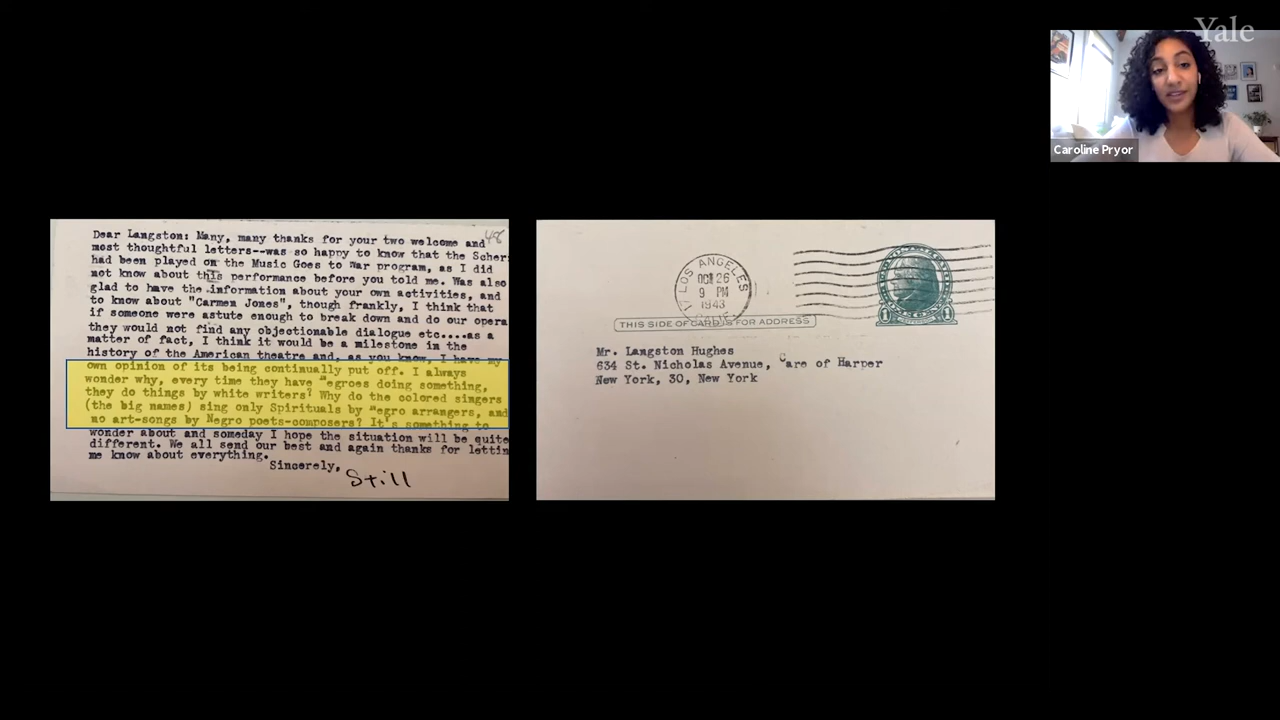 Yale
Caroline Pryor
48
Dear Langston: Many, many thanks for your two welcome and
most thoughtful letters--was so happy to know that the Scher
had been played on the Music Goes to War program, as I did
not know about this performance before you told me. Was also
glad to have the information about your own activities, and
to know about "Carmen Jones", though frankly, I think that
if someone were astute enough to break down and do our opera
they would not find any objectionable dialogue etc....as a
matter of fact, I think it would be a milestone in the
history of the American theatre and, as you know, I have my
own opinion of its being continually put off. I always
wonder why, every time they have "egroes doing something,
they do things by white writers? Why do the colored singers
(the big names) sing only Spirituals by "egro arrangers, and
no art-songs by Negro poets-composers? It's something to
wonder about and someday I hope the situation will be quite
different. We all send our best and again thanks for lettin
me know about everything.
Sincerely,
Still
LOS ANGELES
OCT 26
9 PM
1943
CALIF.
THIS SIDE OF CARD IS FOR ADDRESS
1 1
Mr. Langston Hughes
634 St. Nicholas Avenue, Care of Harper
New York, 30, New York